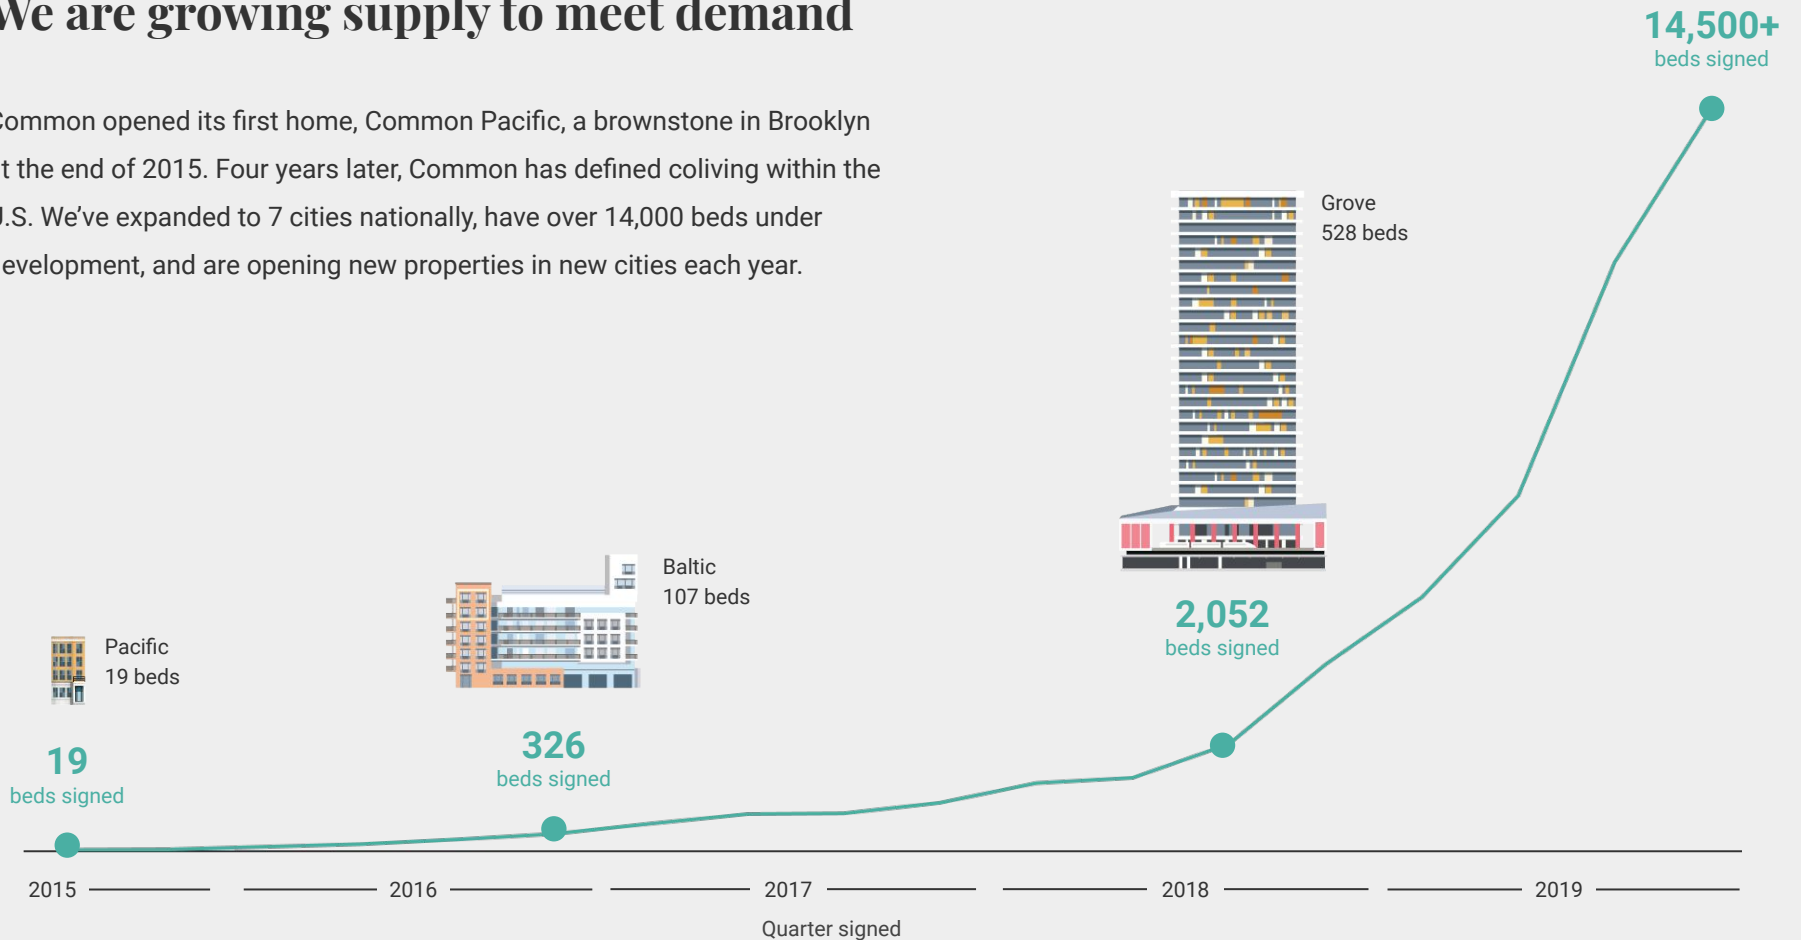 We are growing supply to meet demand
Common opened its first home, Common Pacific, a brownstone in Brooklyn
t the end of 2015. Four years later, Common has defined coliving within the
U.S. We’ve expanded to 7 cities nationally, have over 14,000 beds under
evelopment, and are opening new properties in new cities each year.
14,500+
beds signed
Grove
528 beds
2,052
beds signed
Baltic
107 beds
326
beds signed
Pacific
19 beds
19
beds signed
2015
2016
2017
2018
2019
Quarter signed